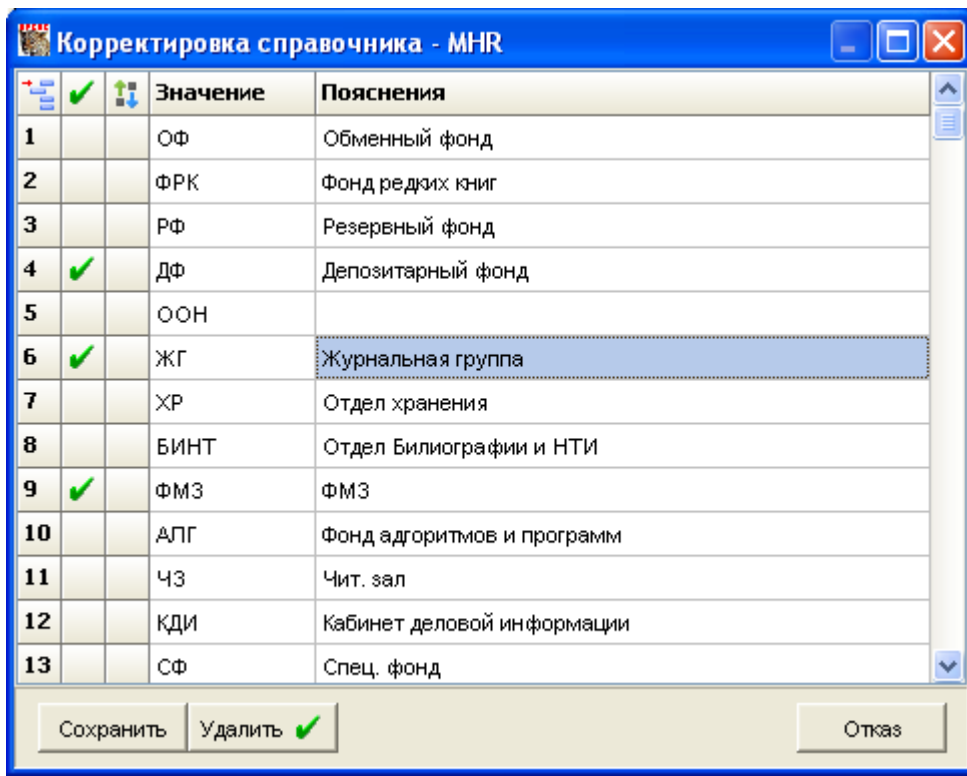 Корректировка справочника - MHR
Значение Пояснения
1 ОФ Обменный фонд
2 ФРК Фонд редких книг
3 РФ Резервный фонд
4 ДФ Депозитарный фонд
5 ООН
6 ЖГ Журнальная группа
7 ХР Отдел хранения
8 БИНТ Отдел Билиографии и НТИ
9 ФМЗ ФМЗ
10 АПГ Фонд адгоритмов и программ
11 ЧЗ Чит. зал
12 КДИ Кабинет деловой информации
13 СФ Спец. фонд
Сохранить Удалить Отказ